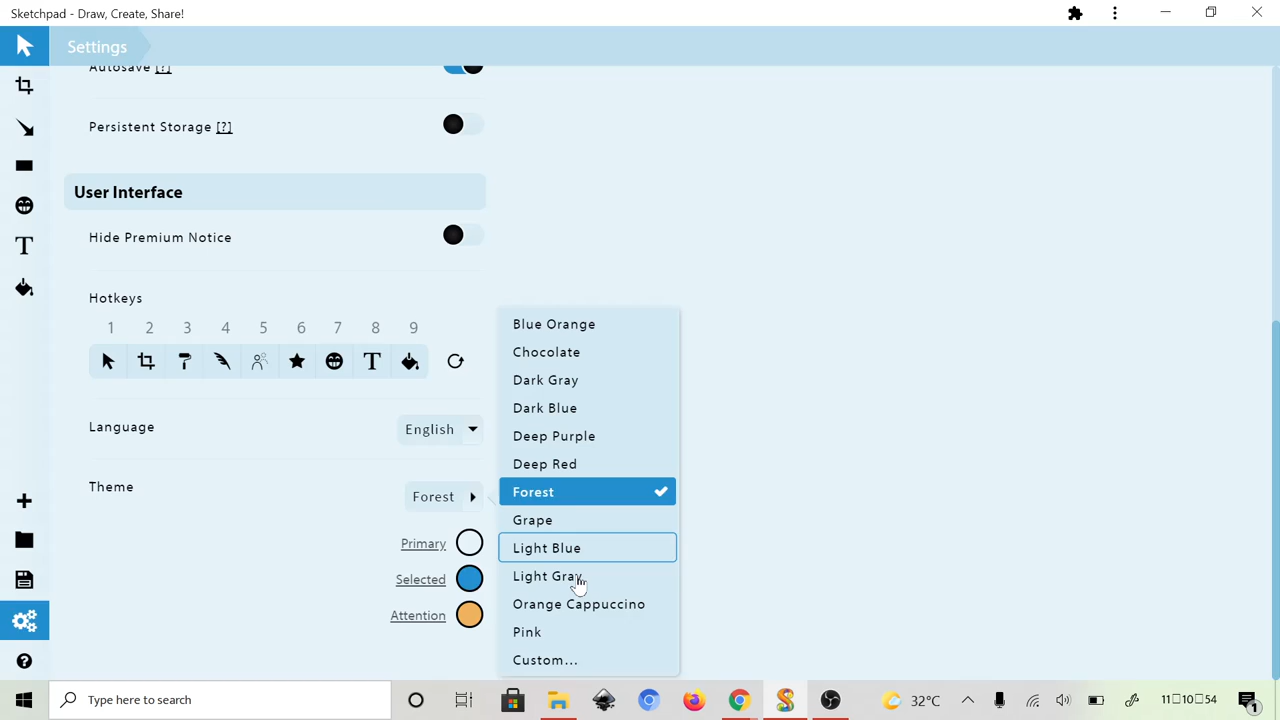 Sketchpad - Draw, Create, Share!
Settings
Autosave [?]
Persistent Storage [?]
User Interface
Hide Premium Notice
Hotkeys
1 2 3 4 5 6 7 8 9
T
T
Language
English
Theme
Forest
Primary
Selected
Attention
Blue Orange
Chocolate
Dark Gray
Dark Blue
Deep Purple
Deep Red
Forest
Grape
Light Blue
Light Gray
Orange Cappuccino
Pink
Custom...
Type here to search
32°C
11□10□54
1